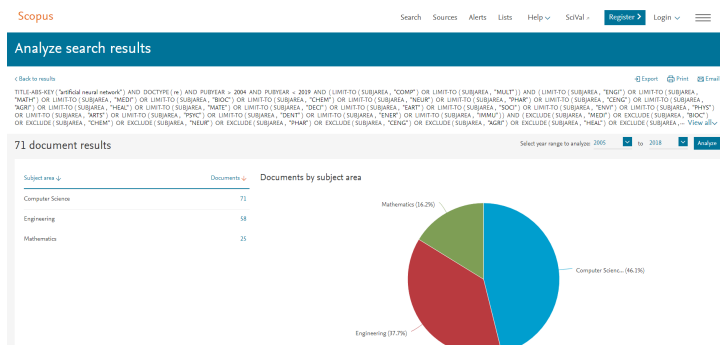 Scopus
Search Sources Alerts Lists Help SciVal Register Login
Analyze search results
< Back to results
Export Print Email
TITLE-ABS-KEY ("artificial neural network") AND DOCTYPE ( re ) AND PUBYEAR > 2004 AND PUBYEAR < 2019 AND ( LIMIT-TO ( SUBJAREA , "COMP" ) OR LIMIT-TO ( SUBJAREA , "MULT" ) ) AND ( LIMIT-TO ( SUBJAREA , "ENGI" ) OR LIMIT-TO ( SUBJAREA ,
"MATH" ) OR LIMIT-TO ( SUBJAREA , "MEDI" ) OR LIMIT-TO ( SUBJAREA , "BIOC" ) OR LIMIT-TO ( SUBJAREA , "CHEM" ) OR LIMIT-TO ( SUBJAREA , "NEUR" ) OR LIMIT-TO ( SUBJAREA , "PHAR" ) OR LIMIT-TO ( SUBJAREA , "CENG" ) OR LIMIT-TO ( SUBJAREA ,
"AGRI" ) OR LIMIT-TO ( SUBJAREA , "HEAL" ) OR LIMIT-TO ( SUBJAREA , "MATE" ) OR LIMIT-TO ( SUBJAREA , "DECI" ) OR LIMIT-TO ( SUBJAREA , "EART" ) OR LIMIT-TO ( SUBJAREA , "SOCI" ) OR LIMIT-TO ( SUBJAREA , "ENVI" ) OR LIMIT-TO ( SUBJAREA , "PHYS" )
OR LIMIT-TO ( SUBJAREA , "ARTS" ) OR LIMIT-TO ( SUBJAREA , "PSYC" ) OR LIMIT-TO ( SUBJAREA , "DENT" ) OR LIMIT-TO ( SUBJAREA , "ENER" ) OR LIMIT-TO ( SUBJAREA , "IMMU" ) ) AND ( EXCLUDE ( SUBJAREA , "MEDI" ) OR EXCLUDE ( SUBJAREA , "BIOC" )
OR EXCLUDE ( SUBJAREA , "CHEM" ) OR EXCLUDE ( SUBJAREA , "NEUR" ) OR EXCLUDE ( SUBJAREA , "PHAR" ) OR EXCLUDE ( SUBJAREA , "CENG" ) OR EXCLUDE ( SUBJAREA , "AGRI" ) OR EXCLUDE ( SUBJAREA , "HEAL" ) OR EXCLUDE ( SUBJAREA ,... View all
71 document results
Select year range to analyze: 2005 to 2018 Analyze
Subject area Documents
Computer Science 71
Engineering 58
Mathematics 25
Documents by subject area
Mathematics (16.2%)
Computer Scienc... (46.1%)
Engineering (37.7%)